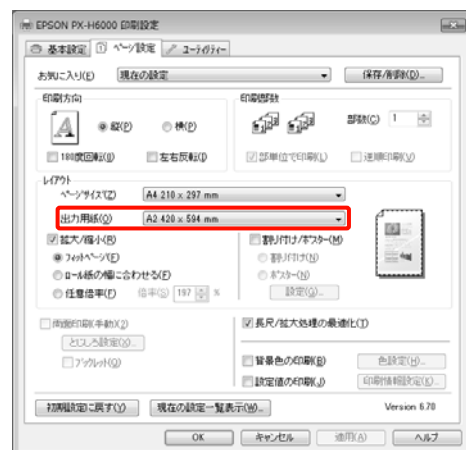 EPSON PX-H6000 印刷設定
基本設定 ページ設定 ユーティリティー
お気に入り(E) 現在の設定 保存/削除(D)...
印刷方向 印刷部数
縦(P) 横(P) 部数(C) 1
180度回転(0) 左右反転(I) 部単位で印刷(L) 逆順印刷(V)
レイアウト
ページサイズ(Z) A4 210 x 297 mm
出力用紙(O) A2 420 x 594 mm
拡大/縮小(R) 割り付け/ポスター(M)
フィットページ(E) 割り付け(N)
ロール紙の幅に合わせる(F) ポスター(N)
任意倍率(F) 倍率(S) 197 % 設定(G)...
両面印刷(手動)(X) 長尺/拡大処理の最適化(T)
とじしろ設定(X)...
ブックレット(Q) 背景色の印刷(B) 色設定(H)...
設定値の印刷(J) 印刷情報設定(K)...
初期設定に戻す(Y) 現在の設定一覧表示(W)... Version 6.70
OK キャンセル 適用(A) ヘルプ